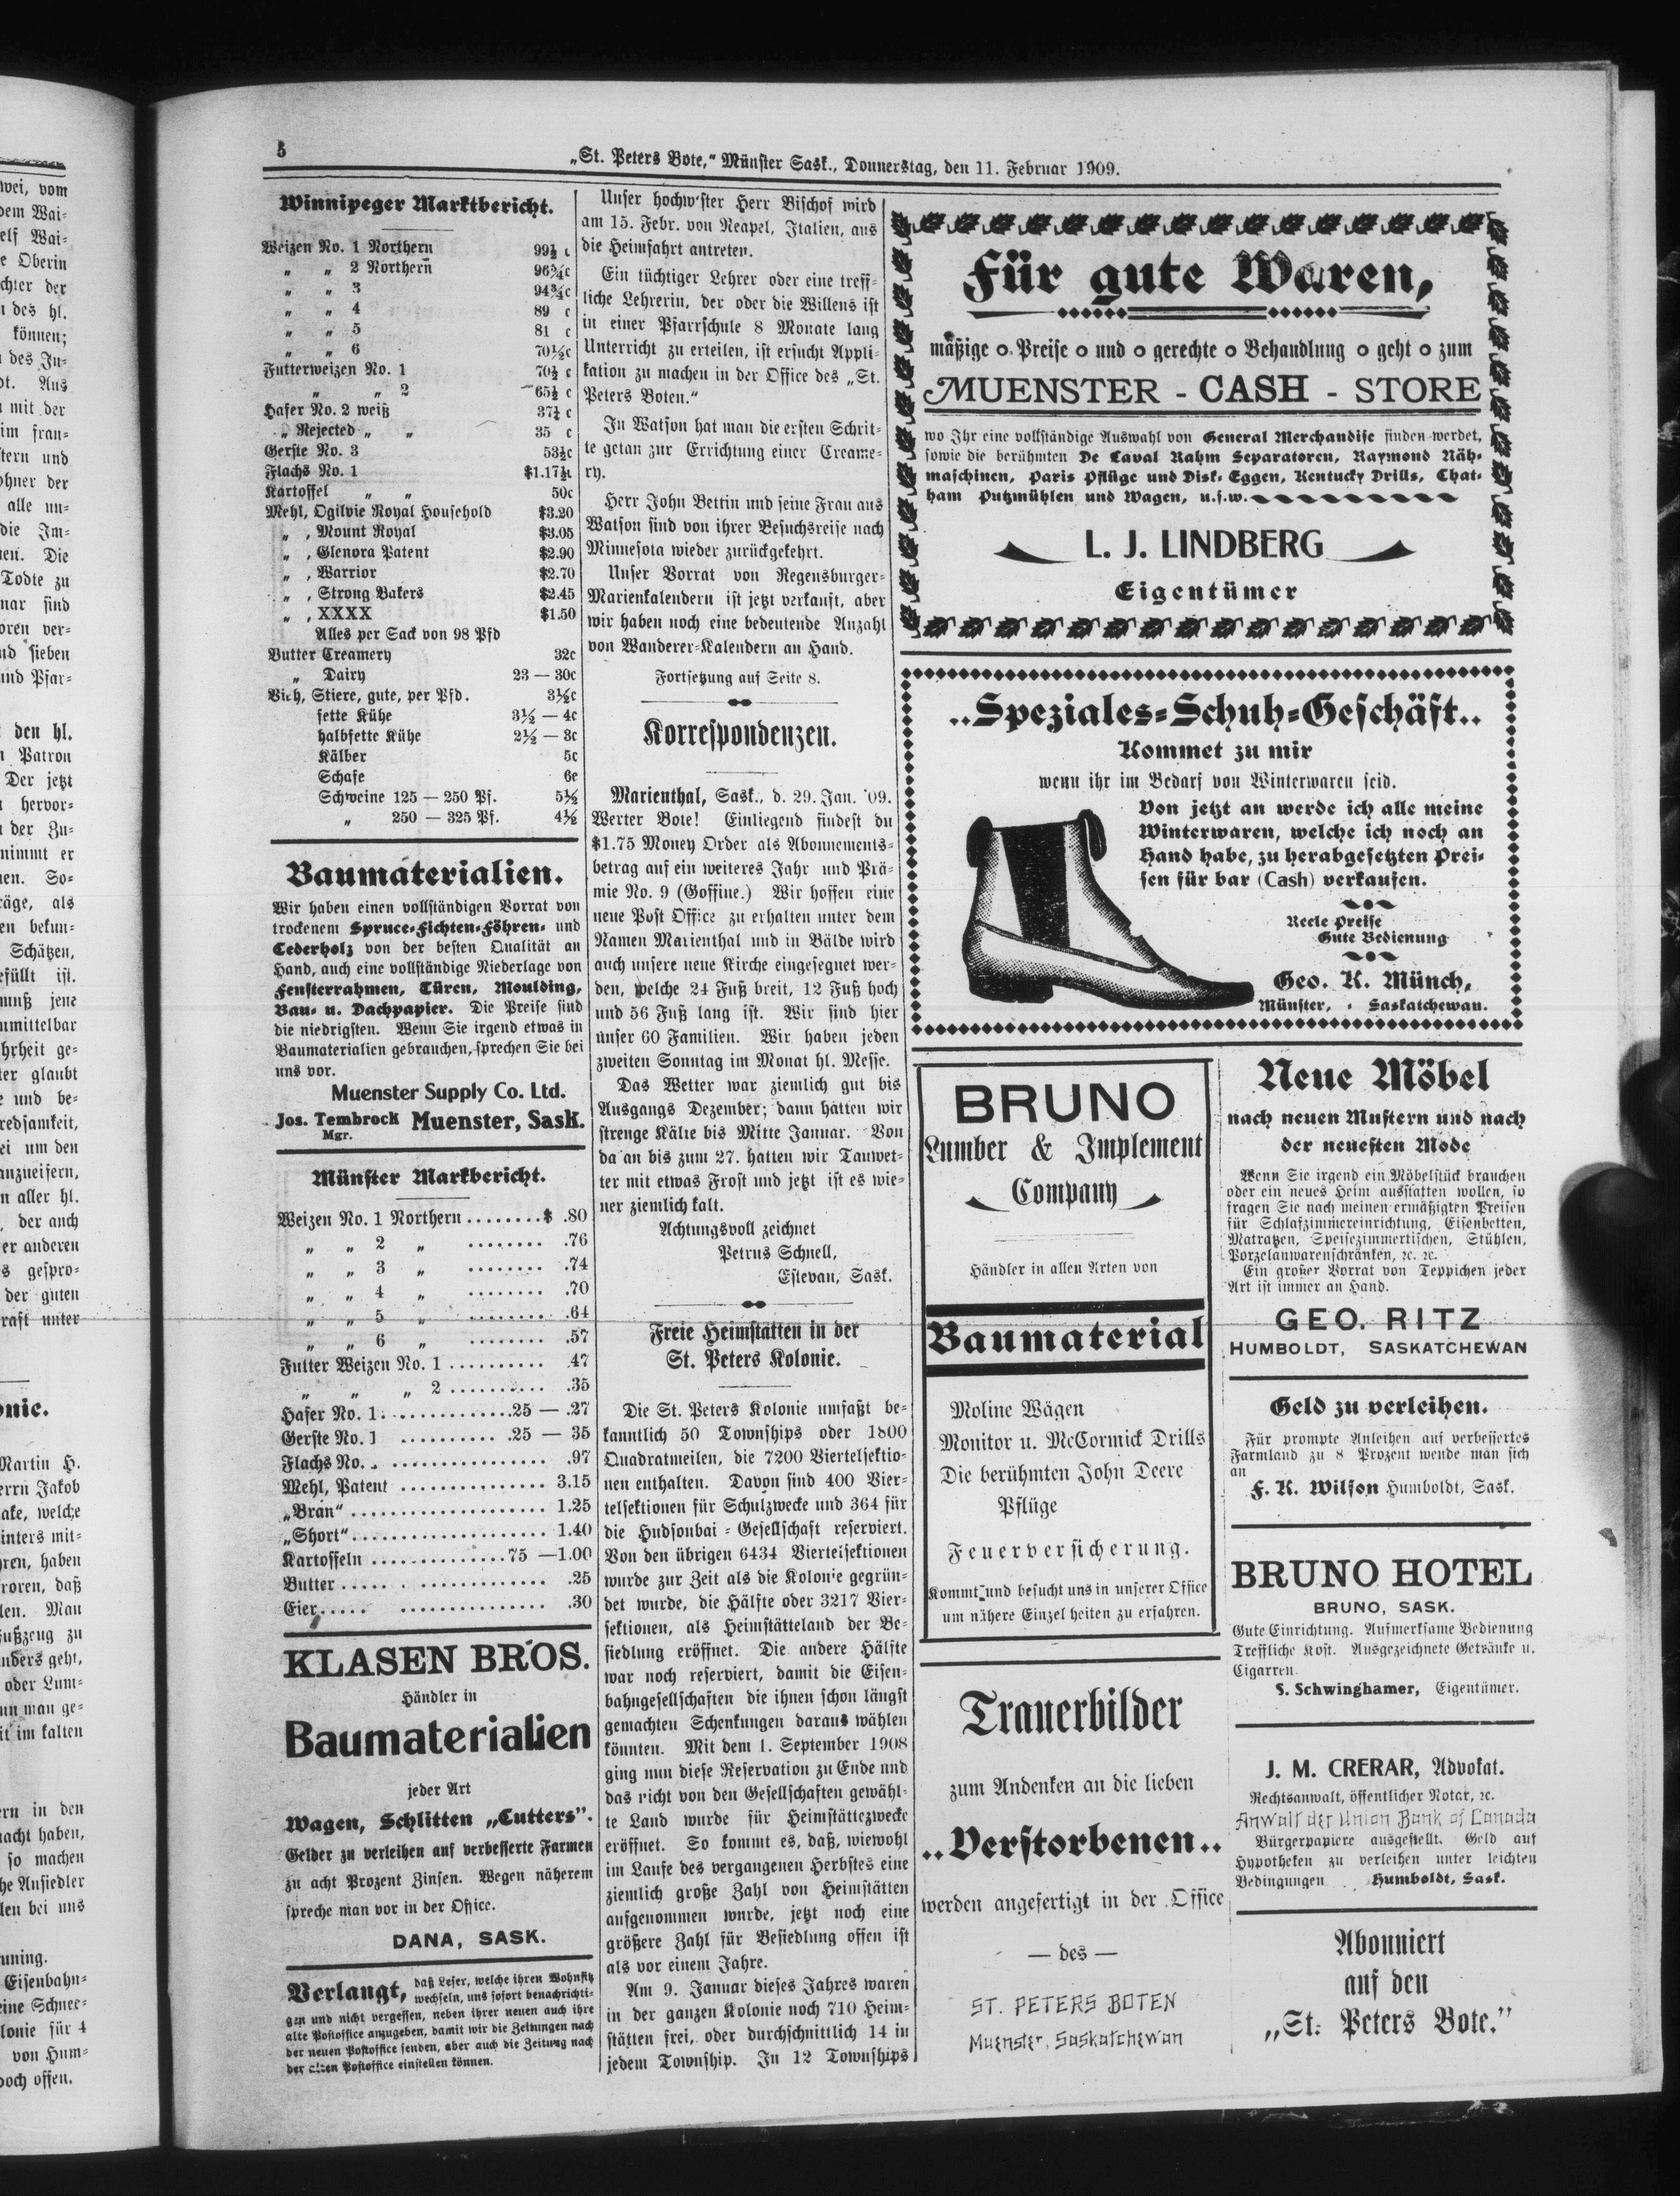 5
„St. Peters Bote,“ Münster Sask., Donnerstag, den 11. Februar 1909.
Winnipeger Marktbericht.
Weizen No. 1 Northern 99½ c
„ „ 2 Northern 96¾c
„ „ 3 94¾c
„ „ 4 89 c
„ „ 5 81 c
„ „ 6 70½c
Futterweizen No. 1 70½ c
„ „ 2 65½ c
Hafer No. 2 weiß 37½ c
„ Rejected „ „ 35 c
Gerste No. 3 53½c
Flachs No. 1 $1.17½c
Kartoffel „ „ 50c
Mehl, Ogilvie Royal Household $3.20
„ , Mount Royal $3.05
„ , Glenora Patent $2.90
„ , Warrior $2.70
„ , Strong Bakers $2.45
„ , XXXX $1.50
Alles per Sack von 98 Pfd
Butter Creamery 32c
„ Dairy 23 — 30c
Vieh, Stiere, gute, per Pfd. 3½c
fette Kühe 3½ — 4c
halbfette Kühe 2½ — 3c
Kälber 5c
Schafe 6c
Schweine 125 — 250 Pf. 5½
„ 250 — 325 Pf. 4½
Baumaterialien.
Wir haben einen vollständigen Vorrat von
trockenem Spruce-Fichten-Föhren- und
Cederholz von der besten Qualität an
Hand, auch eine vollständige Niederlage von
Fensterrahmen, Türen, Moulding,
Bau- u. Dachpapier. Die Preise sind
die niedrigsten. Wenn Sie irgend etwas in
Baumaterialien gebrauchen, sprechen Sie bei
uns vor.
Muenster Supply Co. Ltd.
Jos. Tembrock Muenster, Sask.
Mgr.
Münster Markbericht.
Weizen No. 1 Northern ........$ .80
„ „ 2 „ ........ .76
„ „ 3 „ ........ .74
„ „ 4 „ ........ .70
„ „ 5 „ ........ .64
„ „ 6 „ ........ .57
Futter Weizen No. 1 .......... .47
„ „ „ 2 .......... .35
Hafer No. 1..............25 — .27
Gerste No. 1 ...........25 — 35
Flachs No. . ................ .97
Mehl, Patent ............... 3.15
„Bran“ .................... 1.25
„Short“.................... 1.40
Kartoffeln ...............75 —1.00
Butter..... . ............. .25
Eier..... ............... .30
KLASEN BROS.
Händler in
Baumaterialien
jeder Art
Wagen, Schlitten „Cutters”.
Gelder zu verleihen auf verbesserte Farmen
zu acht Prozent Zinsen. Wegen näherem
spreche man vor in der Office.
DANA, SASK.
Verlangt, daß Leser, welche ihren Wohnsitz
wechseln, uns sofort benachrichti-
gen und nicht vergessen, neben ihrer neuen auch ihre
alte Postoffice anzugeben, damit wir die Zeitungen nach
der neuen Postoffice senden, aber auch die Zeitung nach
der alten Postoffice einstellen können.
Unser hochw'ster Herr Bischof wird
am 15. Febr. von Neapel, Italien, aus
die Heimfahrt antreten.
Ein tüchtiger Lehrer oder eine treff-
liche Lehrerin, der oder die Willens ist
in einer Pfarrschule 8 Monate lang
Unterricht zu erteilen, ist ersucht Appli-
kation zu machen in der Office des „St.
Peters Boten.“
In Watson hat man die ersten Schrit-
te getan zur Errichtung einer Creame-
ry.
Herr John Bettin und seine Frau aus
Watson sind von ihrer Besuchsreise nach
Minnesota wieder zurückgekehrt.
Unser Vorrat von Regensburger-
Marienkalendern ist jetzt verkauft, aber
wir haben noch eine bedeutende Anzahl
von Wanderer-Kalendern an Hand.
Fortsetzung auf Seite 8.
Korrespondenzen.
Marienthal, Sask., d. 29. Jan. '09.
Werter Bote! Einliegend findest du
$1.75 Money Order als Abonnements-
betrag auf ein weiteres Jahr und Prä-
mie No. 9 (Goffine.) Wir hoffen eine
neue Post Office zu erhalten unter dem
Namen Marienthal und in Bälde wird
auch unsere neue Kirche eingesegnet wer-
den, welche 24 Fuß breit, 12 Fuß hoch
und 56 Fuß lang ist. Wir sind hier
unser 60 Familien. Wir haben jeden
zweiten Sonntag im Monat hl. Messe.
Das Wetter war ziemlich gut bis
Ausgangs Dezember; dann hatten wir
strenge Kälte bis Mitte Januar. Von
da an bis zum 27. hatten wir Tauwet-
ter mit etwas Frost und jetzt ist es wie-
ner ziemlich kalt.
Achtungsvoll zeichnet
Petrus Schnell,
Estevan, Sask.
Freie Heimstatten in der
St. Peters Kolonie.
Die St. Peters Kolonie umfaßt be-
kanntlich 50 Townships oder 1800
Quadratmeilen, die 7200 Viertelsektio-
nen enthalten. Davon sind 400 Vier-
telsektionen für Schulzwecke und 364 für
die Hudsonbai - Gesellschaft reserviert.
Von den übrigen 6434 Viertelsektionen
wurde zur Zeit als die Kolonie gegrün-
det wurde, die Hälfte oder 3217 Vier-
sektionen, als Heimstätteland der Be-
siedlung eröffnet. Die andere Hälfte
war noch reserviert, damit die Eisen-
bahngesellschaften die ihnen schon längst
gemachten Schenkungen daraus wählen
könnten. Mit dem 1. September 1908
ging nun diese Reservation zu Ende und
das nicht von den Gesellschaften gewähl-
te Land wurde für Heimstättezwecke
eröffnet. So kommt es, daß, wiewohl
im Laufe des vergangenen Herbstes eine
ziemlich große Zahl von Heimstätten
aufgenommen wurde, jetzt noch eine
größere Zahl für Besiedlung offen ist
als vor einem Jahre.
Am 9. Januar dieses Jahres waren
in der ganzen Kolonie noch 710 Heim-
stätten frei, oder durchschnittlich 14 in
jedem Township. In 12 Townships
Für gute Waren,
mäßige o Preise o und o gerechte o Behandlung o geht o zum
MUENSTER - CASH - STORE
wo Ihr eine vollständige Auswahl von General Merchandise finden werdet,
sowie die berühmten De Laval Rahm Separatoren, Raymond Näh-
maschinen, Paris Pflüge und Disk-Eggen, Kentucky Drills, Chat-
ham Putzmühlen und Wagen, u.s.w.
L. J. LINDBERG
Eigentümer
..Speziales-Schuh-Geschäft..
Kommet zu mir
wenn ihr im Bedarf von Winterwaren seid.
Von jetzt an werde ich alle meine
Winterwaren, welche ich noch an
Hand habe, zu herabgesetzten Prei-
sen für bar (Cash) verkaufen.
Reele Preise
Gute Bedienung
Geo. K. Münch,
Münster, Saskatchewan.
BRUNO
Lumber & Implement
Company
Händler in allen Arten von
Baumaterial
Moline Wägen
Monitor u. McCormick Drills
Die berühmten John Deere
Pflüge
Feuerversicherung.
Kommt und besucht uns in unserer Office
um nähere Einzelheiten zu erfahren.
Trauerbilder
zum Andenken an die lieben
..Verstorbenen..
werden angefertigt in der Office
— des —
ST. PETERS BOTEN
Muenster, Saskatchewan
Neue Möbel
nach neuen Mustern und nach
der neuesten Mode
Wenn Sie irgend ein Möbelstück brauchen
oder ein neues Heim ausstatten wollen, so
fragen Sie nach meinen ermäßigten Preisen
für Schlafzimmereinrichtung, Eisenbetten,
Matratzen, Speisezimmertischen, Stühlen,
Porzelanwarenschränken, ꝛc. ꝛc.
Ein großer Vorrat von Teppichen jeder
Art ist immer an Hand.
GEO. RITZ
HUMBOLDT, SASKATCHEWAN
Geld zu verleihen.
Für prompte Anleihen auf verbessertes
Farmland zu 8 Prozent wende man sich
an
F. K. Wilson Humboldt, Sask.
BRUNO HOTEL
BRUNO, SASK.
Gute Einrichtung. Aufmerksame Bedienung
Treffliche Kost. Ausgezeichnete Getränke u.
Cigarren
S. Schwinghamer, Eigentümer.
J. M. CRERAR, Advokat.
Rechtsanwalt, öffentlicher Notar, ꝛc.
Anwalt der Union Bank of Canada
Bürgerpapiere ausgestellt. Geld auf
Hypotheken zu verleihen unter leichten
Bedingungen Humboldt, Sask.
Abonniert
auf den
„St. Peters Bote.”